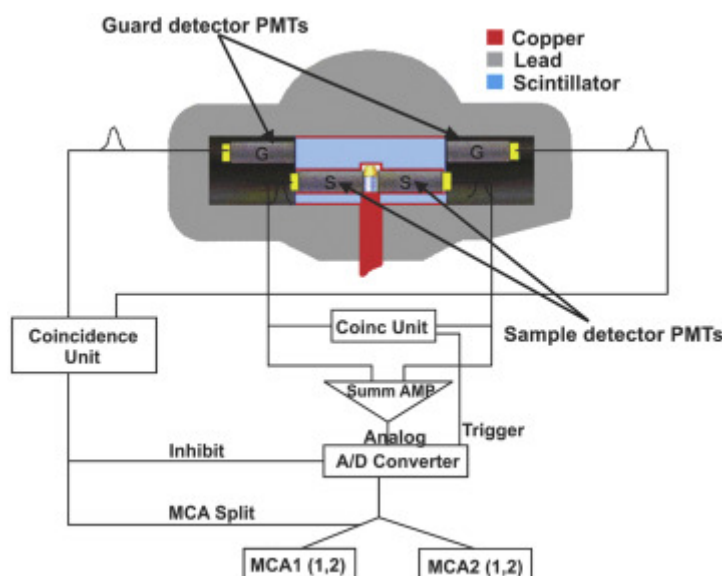 Guard detector PMTs
Copper
Lead
Scintillator
G
G
S
S
Coincidence
Unit
Coinc Unit
Sample detector PMTs
Summ AMP
Analog
Trigger
Inhibit
A/D Converter
MCA Split
MCA1 (1,2)
MCA2 (1,2)